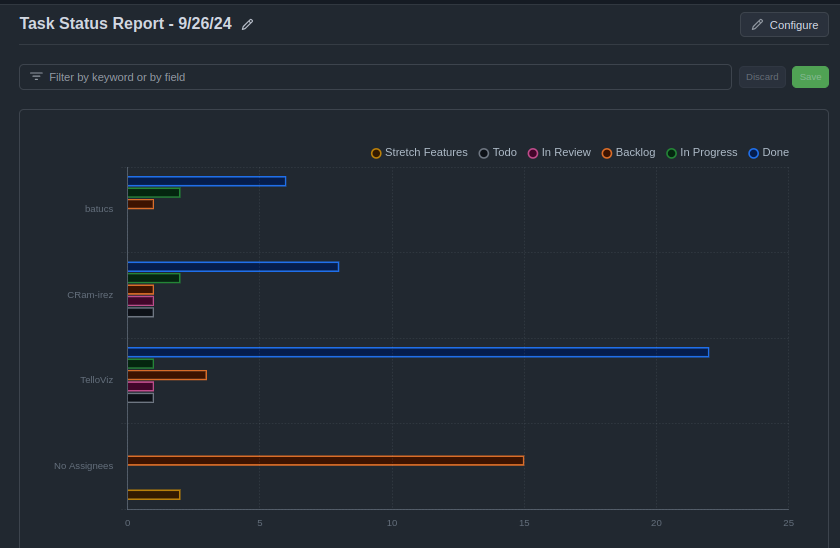 Task Status Report - 9/26/24
Configure
Filter by keyword or by field
Discard
Save
Stretch Features Todo In Review Backlog In Progress Done
batucs
CRam-irez
TelloViz
No Assignees
0 5 10 15 20 25